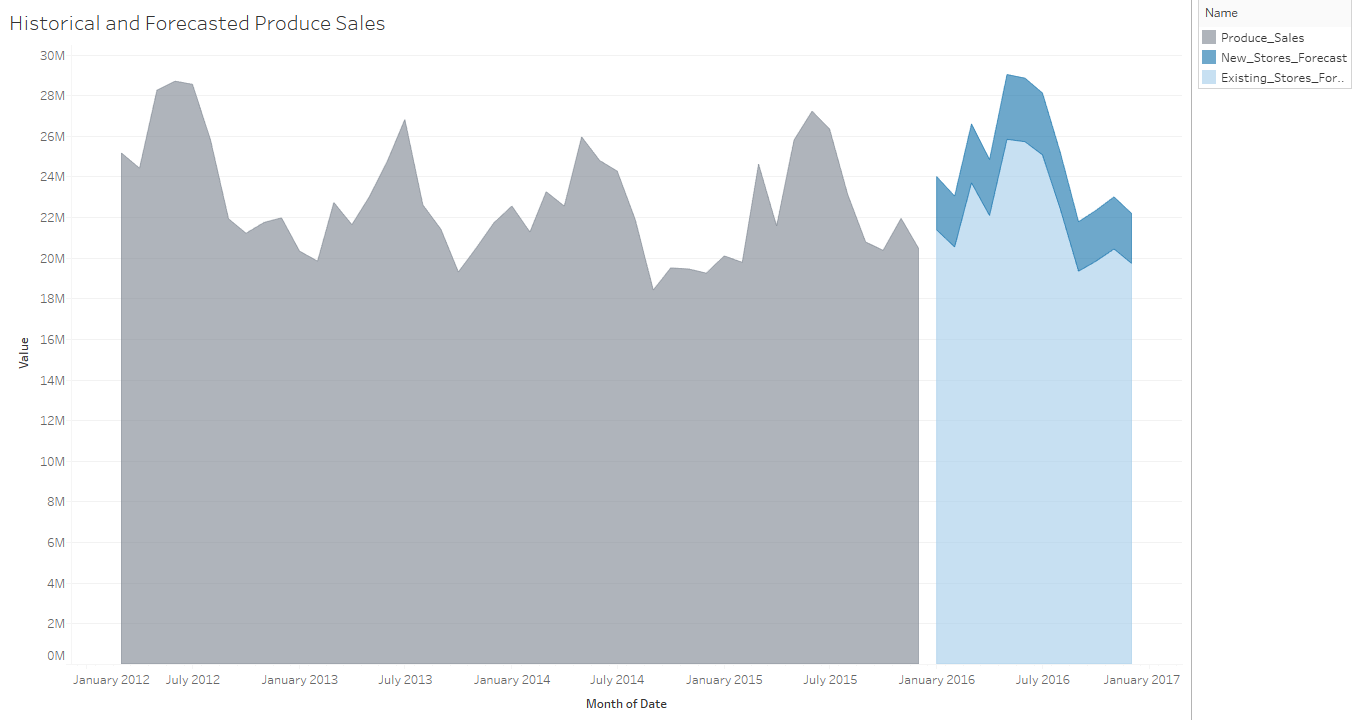 Historical and Forecasted Produce Sales
Name
Produce_Sales
New_Stores_Forecast
Existing_Stores_For..
30M
28M
26M
24M
22M
20M
18M
16M
14M
12M
10M
8M
6M
4M
2M
0M
Value
January 2012 July 2012 January 2013 July 2013 January 2014 July 2014 January 2015 July 2015 January 2016 July 2016 January 2017
Month of Date